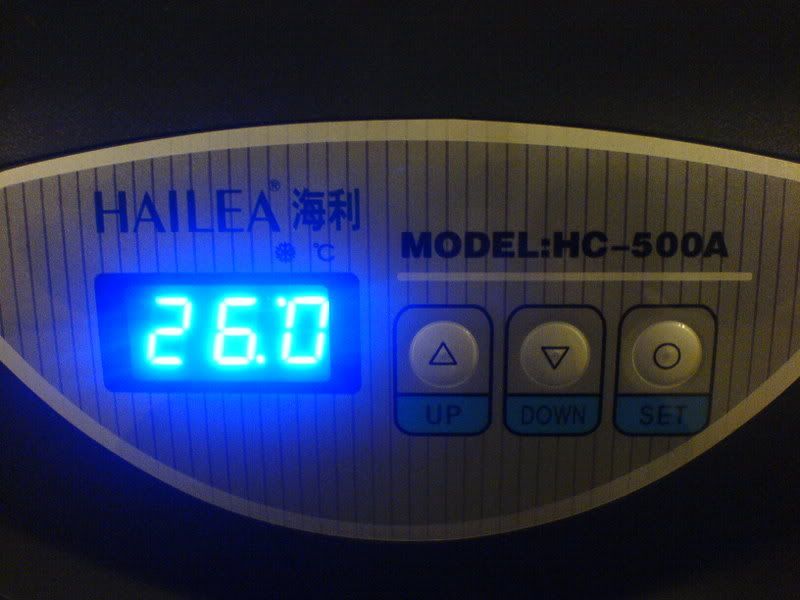 HAILEA® 海利
℃
26.0
MODEL:HC-500A
UP
DOWN
SET